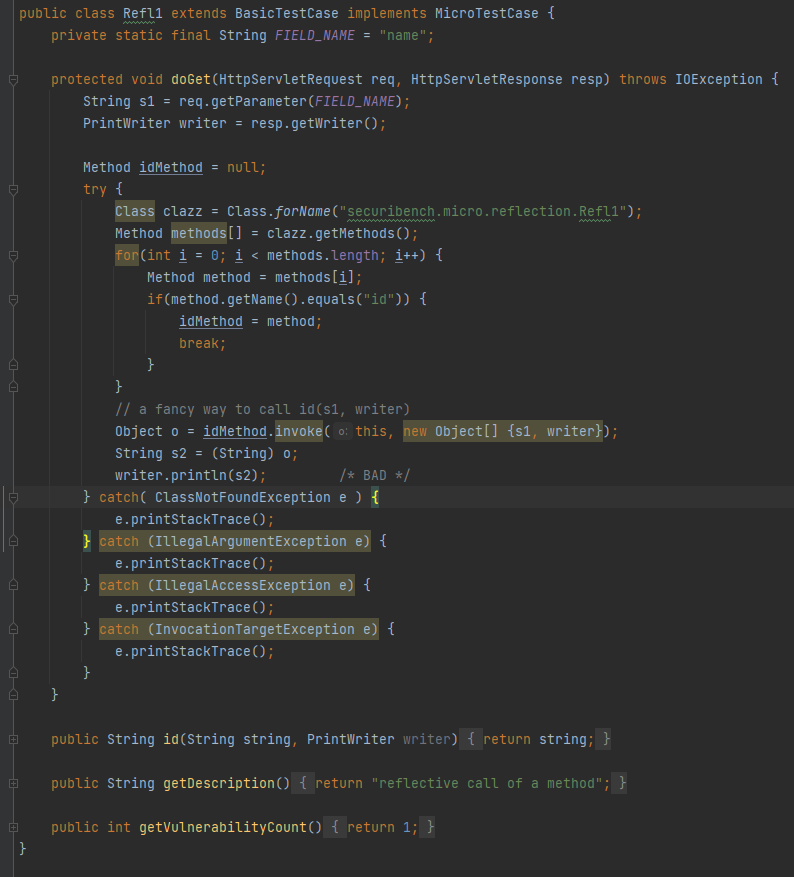 public class Refl1 extends BasicTestCase implements MicroTestCase {
    private static final String FIELD_NAME = "name";

    protected void doGet(HttpServletRequest req, HttpServletResponse resp) throws IOException {
        String s1 = req.getParameter(FIELD_NAME);
        PrintWriter writer = resp.getWriter();

        Method idMethod = null;
        try {
            Class clazz = Class.forName("securibench.micro.reflection.Refl1");
            Method methods[] = clazz.getMethods();
            for(int i = 0; i < methods.length; i++) {
                Method method = methods[i];
                if(method.getName().equals("id")) {
                    idMethod = method;
                    break;
                }
            }
            // a fancy way to call id(s1, writer)
            Object o = idMethod.invoke( o: this, new Object[] {s1, writer});
            String s2 = (String) o;
            writer.println(s2);         /* BAD */
        } catch( ClassNotFoundException e ) {
            e.printStackTrace();
        } catch (IllegalArgumentException e) {
            e.printStackTrace();
        } catch (IllegalAccessException e) {
            e.printStackTrace();
        } catch (InvocationTargetException e) {
            e.printStackTrace();
        }
    }

    public String id(String string, PrintWriter writer) { return string; }

    public String getDescription() { return "reflective call of a method"; }

    public int getVulnerabilityCount() { return 1; }
}